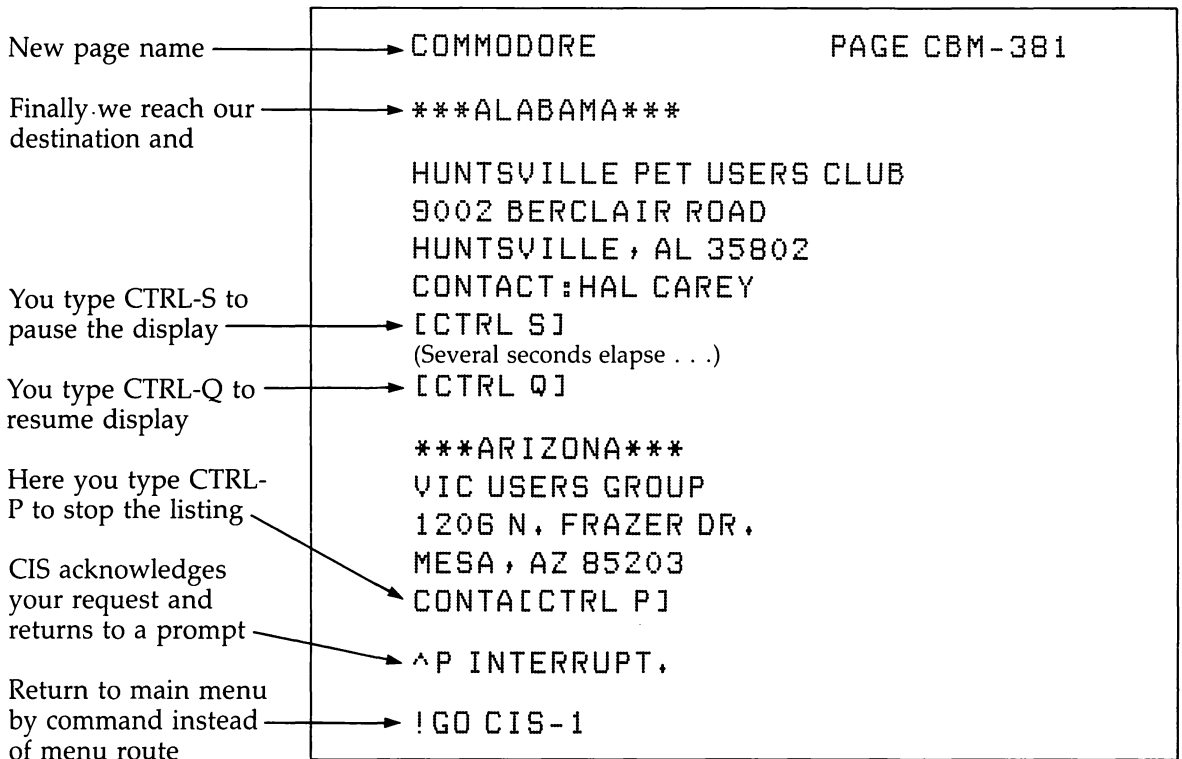 New page name
COMMODORE PAGE CBM-381
Finally we reach our
destination and
***ALABAMA***
HUNTSVILLE PET USERS CLUB
9002 BERCLAIR ROAD
HUNTSVILLE, AL 35802
CONTACT:HAL CAREY
You type CTRL-S to
pause the display
[CTRL S]
(Several seconds elapse . . .)
You type CTRL-Q to
resume display
[CTRL Q]
***ARIZONA***
VIC USERS GROUP
1206 N. FRAZER DR.
MESA, AZ 85203
Here you type CTRL-
P to stop the listing
CONTA[CTRL P]
CIS acknowledges
your request and
returns to a prompt
^P INTERRUPT.
Return to main menu
by command instead
of menu route
!GO CIS-1